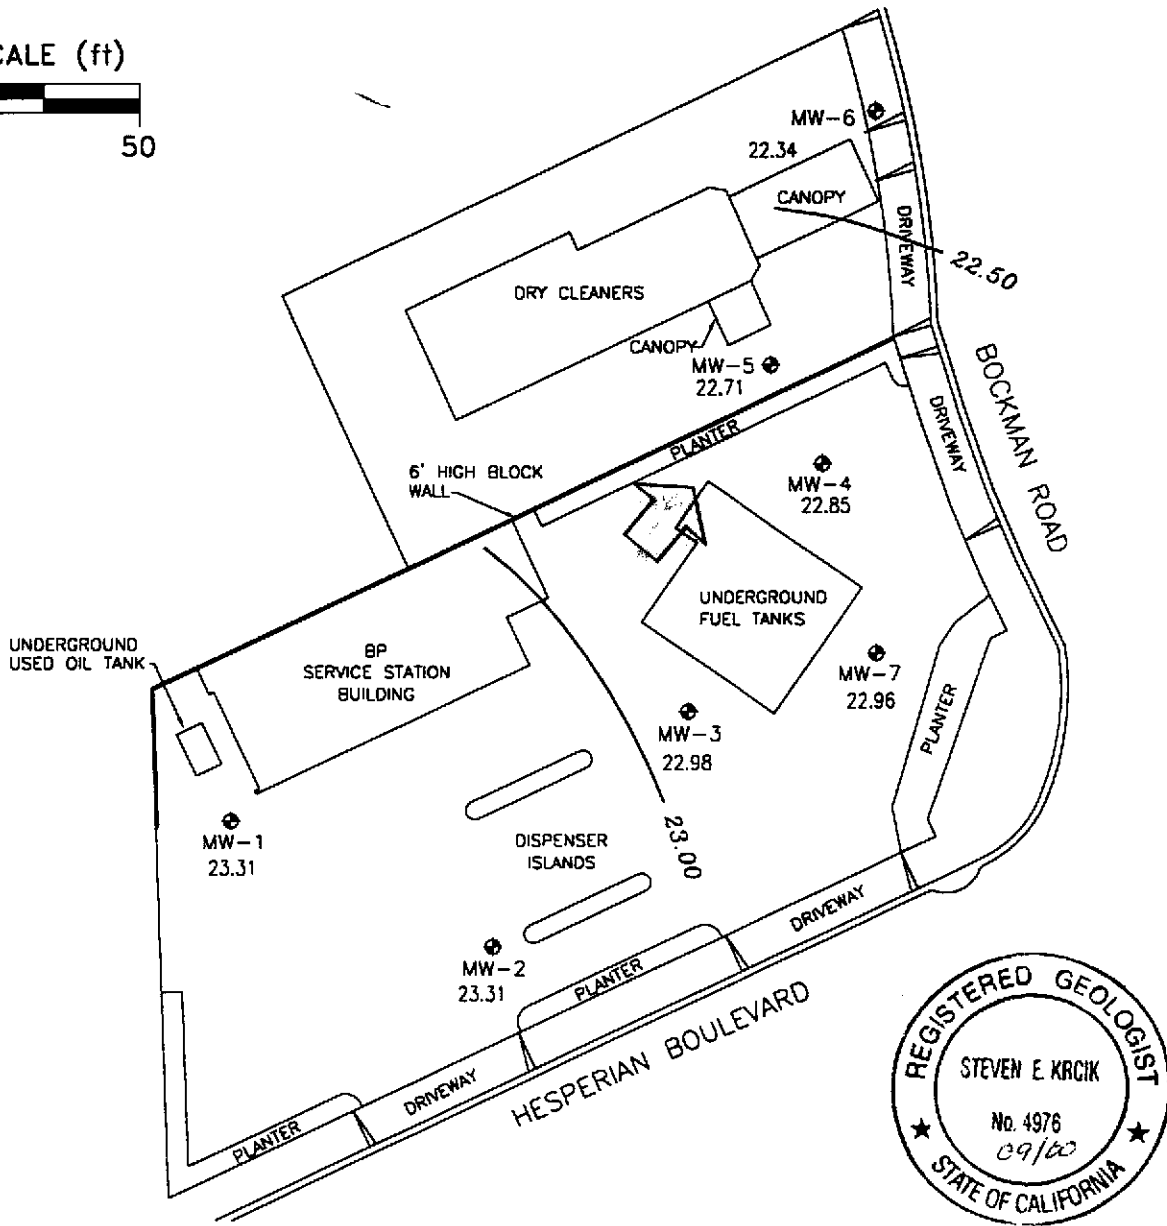 CALE (ft)
50
MW-6
22.34
CANOPY
DRIVEWAY
22.50
DRY CLEANERS
CANOPY
MW-5
22.71
BOCKMAN ROAD
DRIVEWAY
PLANTER
6' HIGH BLOCK
WALL
MW-4
22.85
UNDERGROUND
FUEL TANKS
UNDERGROUND
USED OIL TANK
BP
SERVICE STATION
BUILDING
MW-7
22.96
PLANTER
MW-3
22.98
MW-1
23.31
DISPENSER
ISLANDS
23.00
MW-2
23.31
PLANTER
DRIVEWAY
HESPERIAN BOULEVARD
DRIVEWAY
PLANTER
REGISTERED GEOLOGIST
STEVEN E. KRCIK
No. 4976
09/00
STATE OF CALIFORNIA